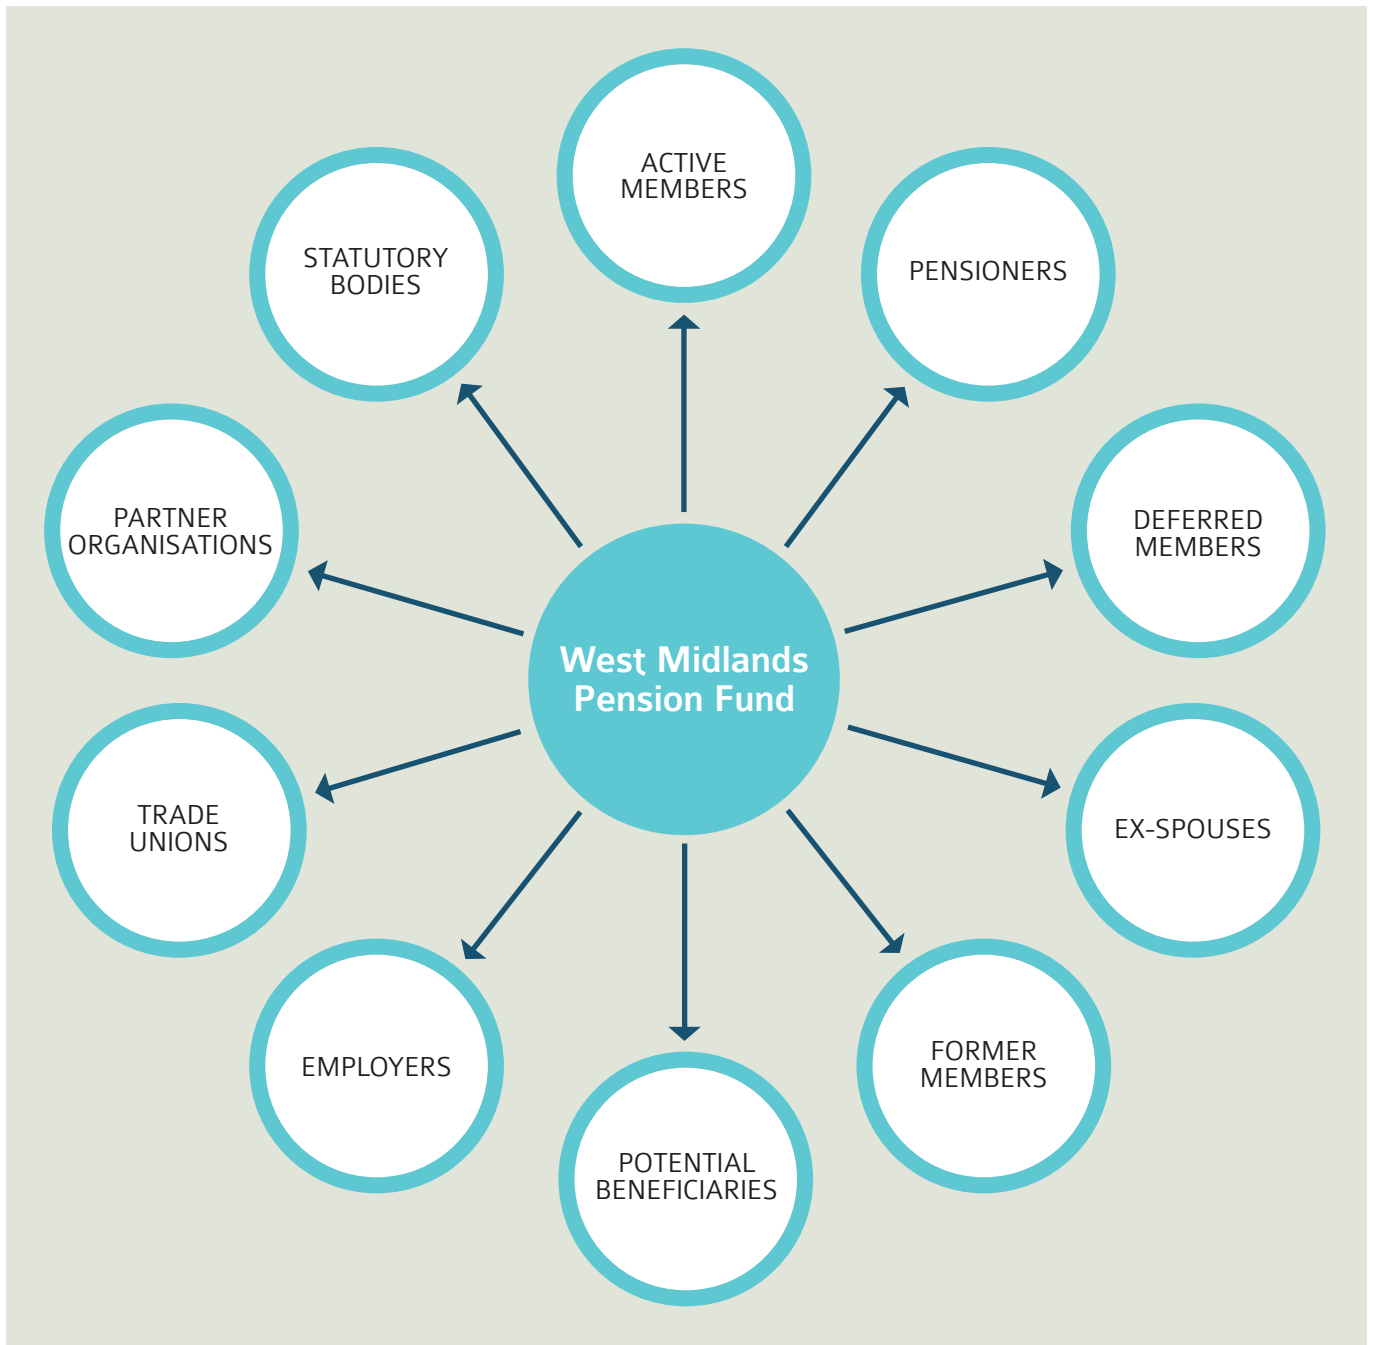 ACTIVE
MEMBERS
PENSIONERS
DEFERRED
MEMBERS
EX-SPOUSES
FORMER
MEMBERS
POTENTIAL
BENEFICIARIES
EMPLOYERS
TRADE
UNIONS
PARTNER
ORGANISATIONS
STATUTORY
BODIES
West Midlands
Pension Fund